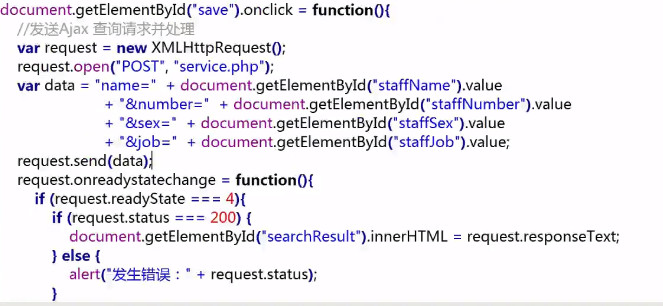 document.getElementById("save").onclick = function(){
//发送Ajax 查询请求并处理
var request = new XMLHttpRequest();
request.open("POST", "service.php");
var data = "name=" + document.getElementById("staffName").value
+ "&number=" + document.getElementById("staffNumber").value
+ "&sex=" + document.getElementById("staffSex").value
+ "&job=" + document.getElementById("staffJob").value;
request.send(data);
request.onreadystatechange = function(){
if (request.readyState === 4){
if (request.status === 200) {
document.getElementById("searchResult").innerHTML = request.responseText;
} else {
alert("发生错误：" + request.status);
}